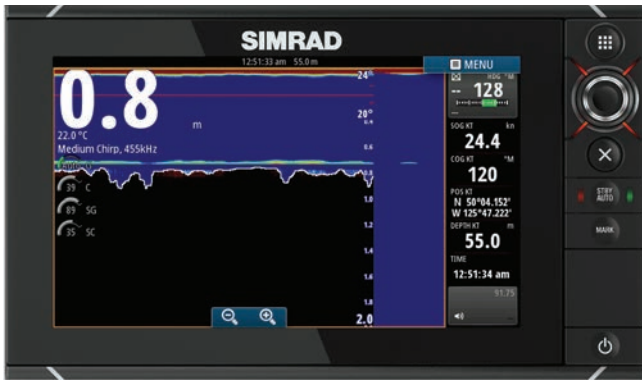 SIMRAD
12:51:33 am 55.0 m
MENU
0.8
m
22.0 °C
Medium Chirp, 455kHz
39 C
89 SG
35 SC
24°
20°
0.4
0.6
0.8
1.0
1.2
1.4
1.6
1.8
2.0
HDG °M
-- 128
SOG KT kn
24.4
COG KT °M
120
POS KT
N 50°04.152'
W 125°47.222'
DEPTH KT m
55.0
TIME
12:51:34 am
91.75
STBY
AUTO
MARK